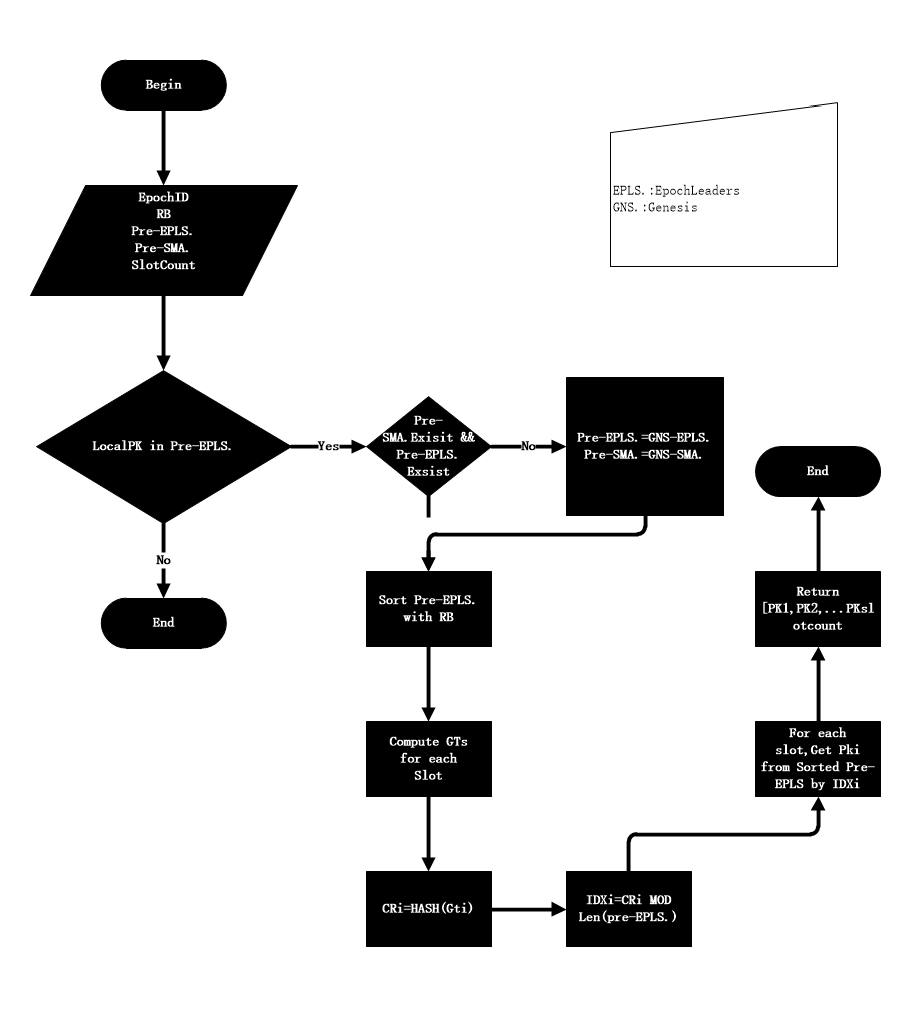 Begin
EpochID
RB
Pre-EPLS.
Pre-SMA.
SlotCount
EPLS.:EpochLeaders
GNS.:Genesis
LocalPK in Pre-EPLS.
Yes
Pre-
SMA.Exisit &&
Pre-EPLS.
Exsist
No
Pre-EPLS.=GNS-EPLS.
Pre-SMA.=GNS-SMA.
End
No
End
Sort Pre-EPLS.
with RB
Return
[PK1,PK2,...PKsl
otcount
Compute GTs
for each
Slot
For each
slot,Get Pki
from Sorted Pre-
EPLS by IDXi
CRi=HASH(Gti)
IDXi=CRi MOD
Len(pre-EPLS.)